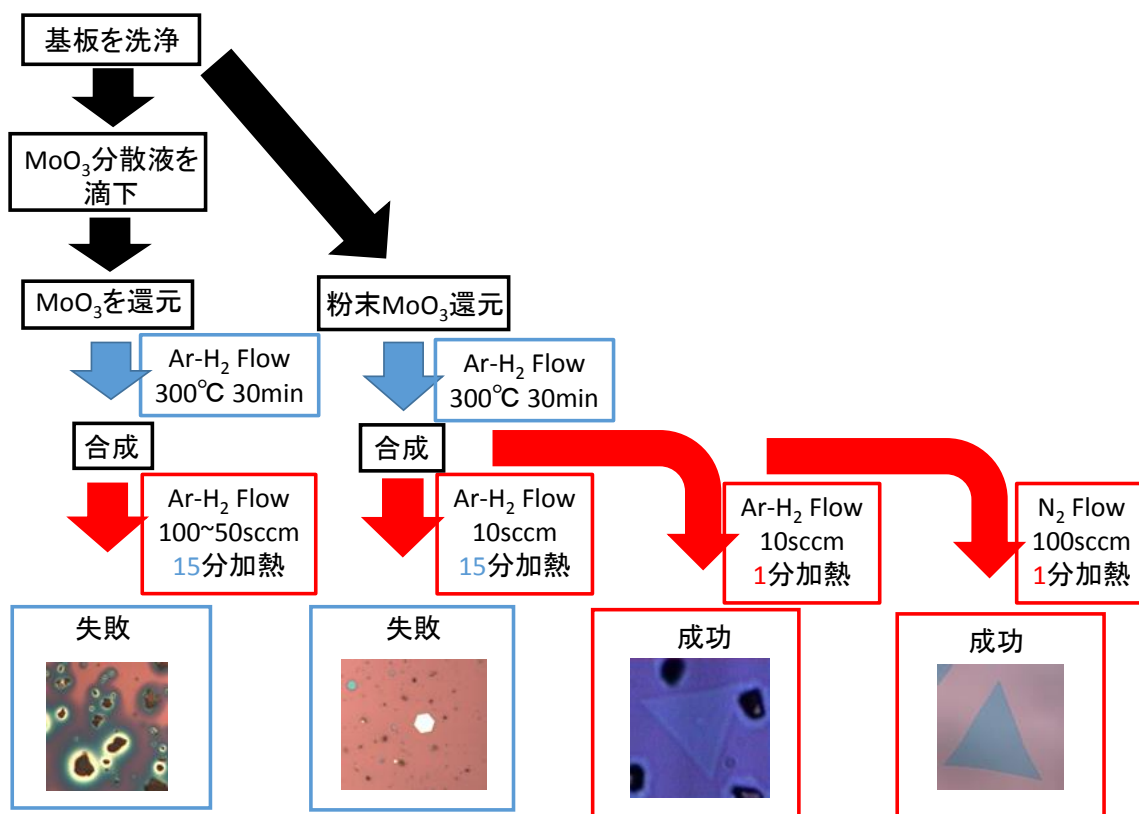 基板を洗浄
MoO₃分散液を
滴下
MoO₃を還元
粉末MoO₃還元
Ar-H₂ Flow
300℃ 30min
Ar-H₂ Flow
300℃ 30min
合成
合成
Ar-H₂ Flow
100~50sccm
15分加熱
Ar-H₂ Flow
10sccm
15分加熱
Ar-H₂ Flow
10sccm
1分加熱
N₂ Flow
100sccm
1分加熱
失敗
失敗
成功
成功